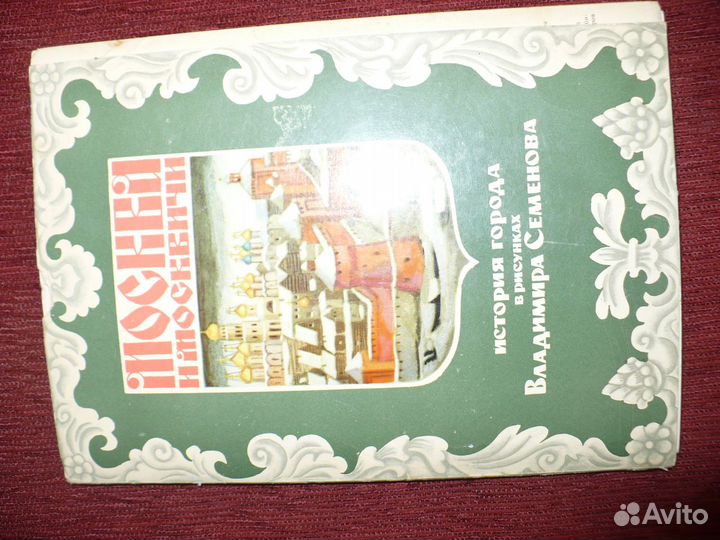 МОСКВА
И МОСКВИЧИ
ИСТОРИЯ ГОРОДА
В РИСУНКАХ
ВЛАДИМИРА СЕМЕНОВА
Avito